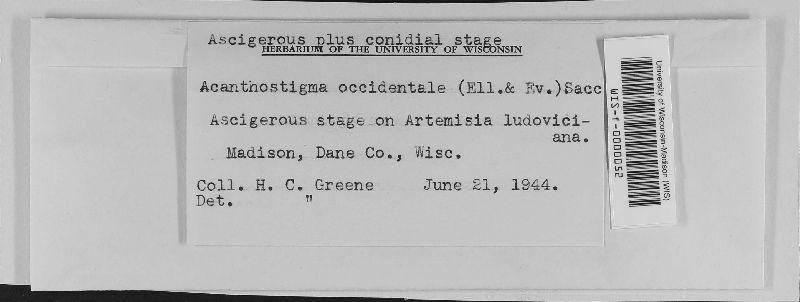 Ascigerous plus conidial stage
HERBARIUM OF THE UNIVERSITY OF WISCONSIN
Acanthostigma occidentale (Ell.& Ev.)Sacc
Ascigerous stage on Artemisia ludovici-
ana.
Madison, Dane Co., Wisc.
Coll. H. C. Greene June 21, 1944.
Det. "
University of Wisconsin-Madison (WIS)
WIS-f-0000052